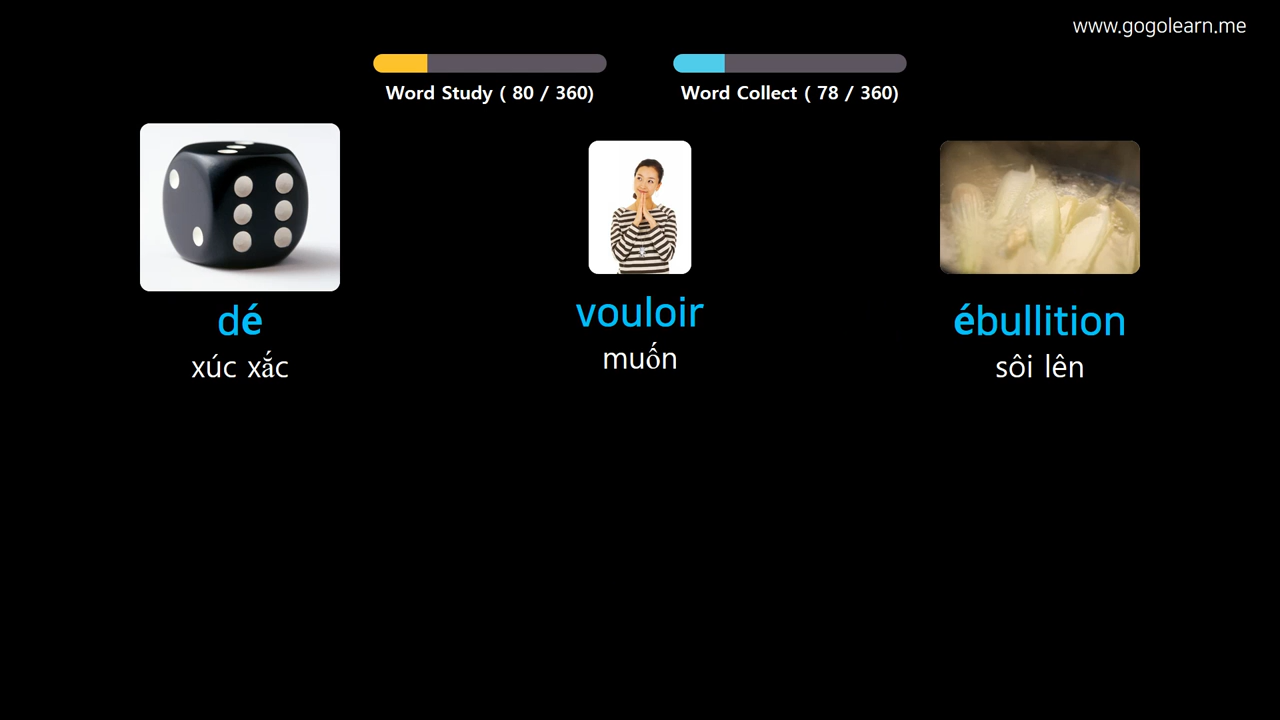 www.gogolearn.me
Word Study ( 80 / 360)
Word Collect ( 78 / 360)
dé
xúc xắc
vouloir
muốn
ébullition
sôi lên